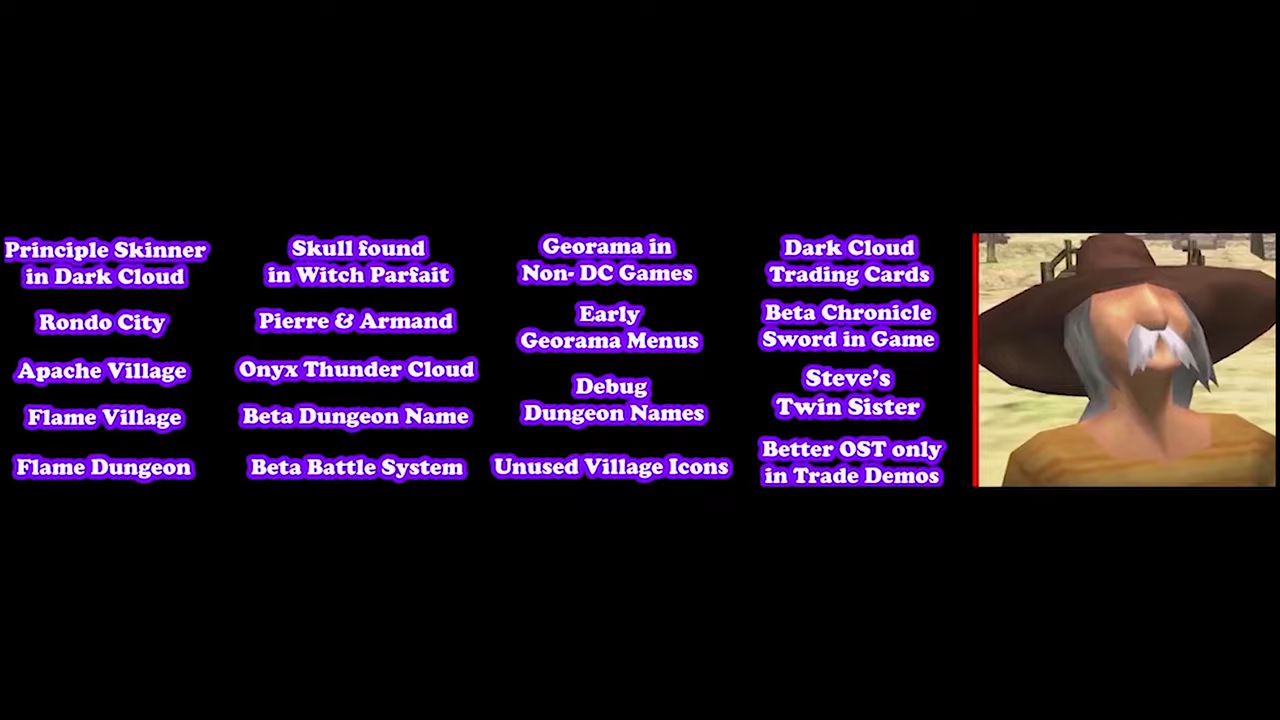 Principle Skinner
in Dark Cloud
Rondo City
Apache Village
Flame Village
Flame Dungeon
Skull found
in Witch Parfait
Pierre & Armand
Onyx Thunder Cloud
Beta Dungeon Name
Beta Battle System
Georama in
Non- DC Games
Early
Georama Menus
Debug
Dungeon Names
Unused Village Icons
Dark Cloud
Trading Cards
Beta Chronicle
Sword in Game
Steve's
Twin Sister
Better OST only
in Trade Demos